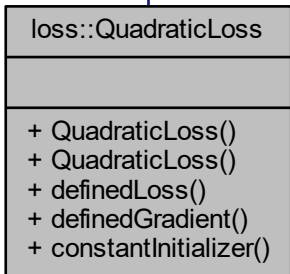 loss::QuadraticLoss
+ QuadraticLoss()
+ QuadraticLoss()
+ definedLoss()
+ definedGradient()
+ constantInitializer()